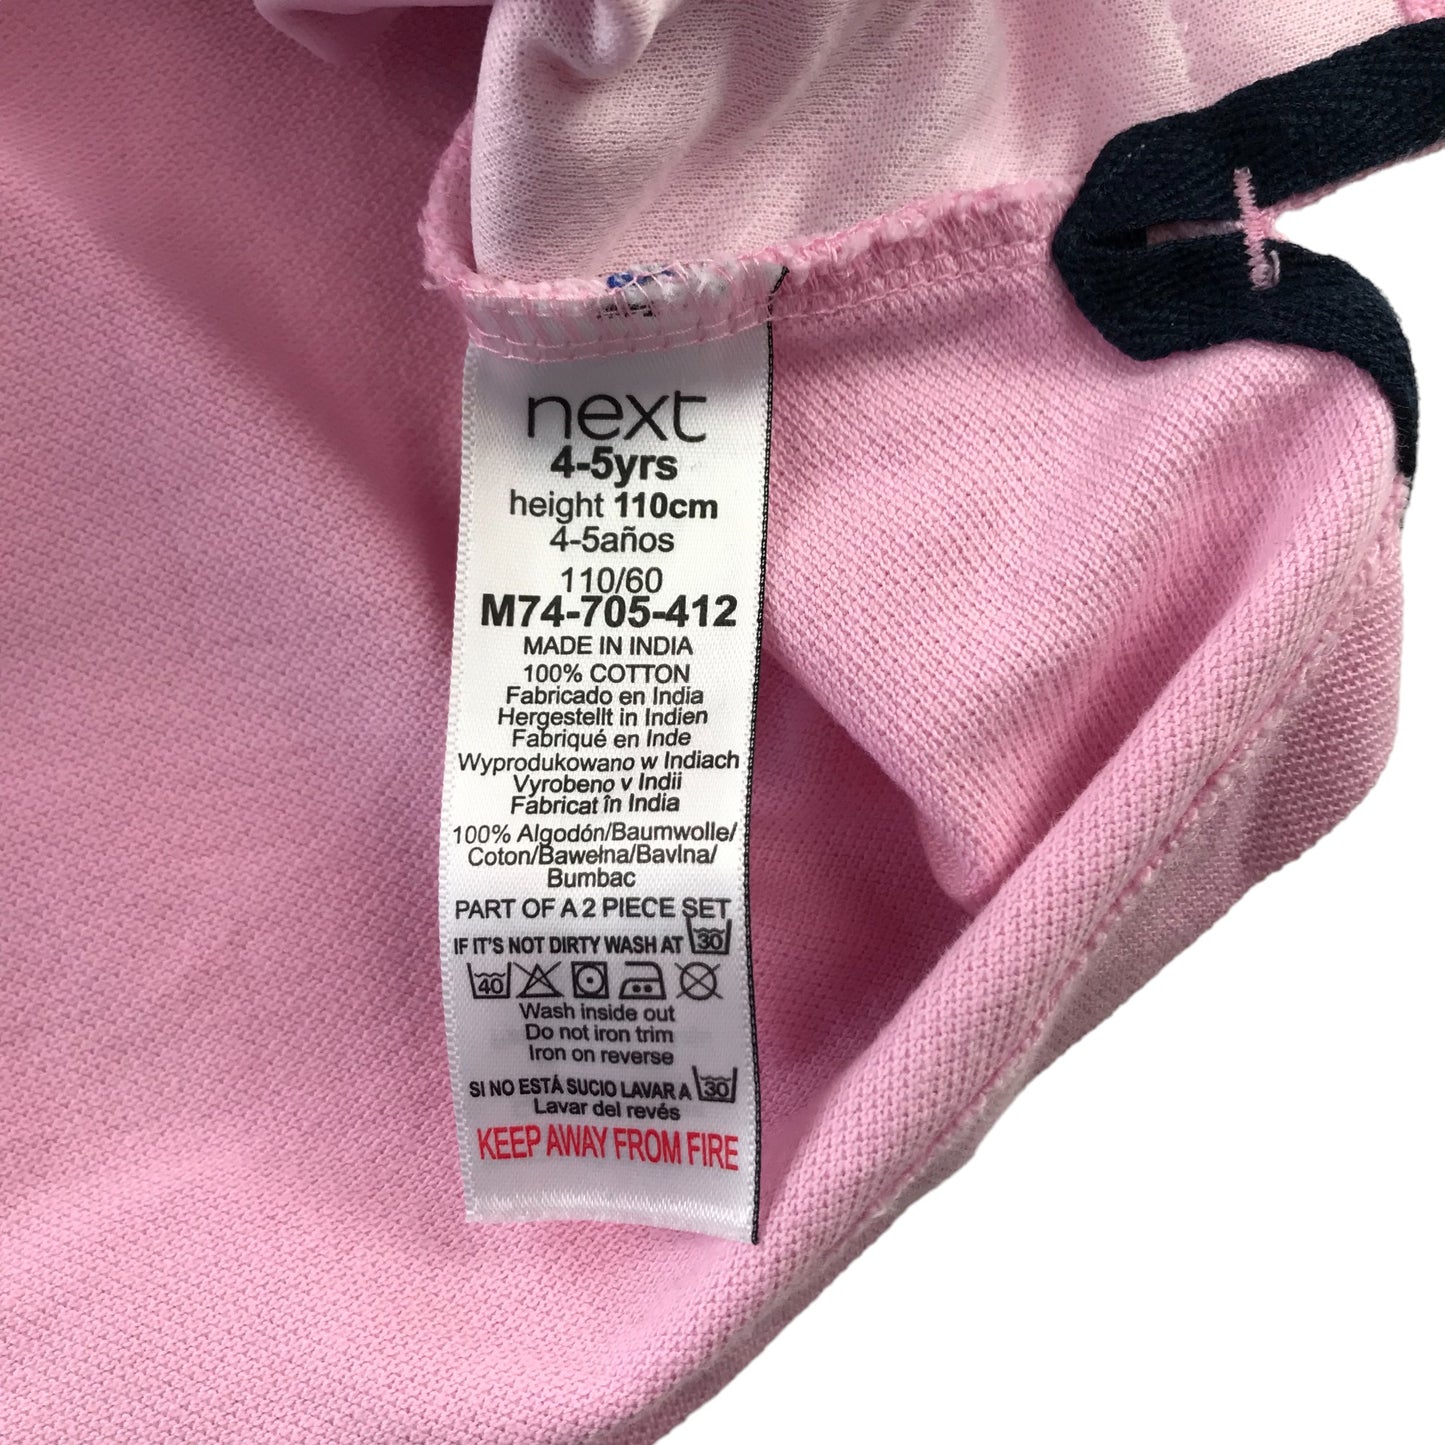 next
4-5yrs
height 110cm
4-5años
110/60
M74-705-412
MADE IN INDIA
100% COTTON
Fabricado en India
Hergestellt in Indien
Fabriqué en Inde
Wyprodukowano w Indiach
Vyrobeno v Indii
Fabricat în India
100% Algodón/Baumwolle/
Coton/Bawełna/Bavlna/
Bumbac
PART OF A 2 PIECE SET
IF IT'S NOT DIRTY WASH AT 30
40
Wash inside out
Do not iron trim
Iron on reverse
SI NO ESTÁ SUCIO LAVAR A 30
Lavar del revés
KEEP AWAY FROM FIRE